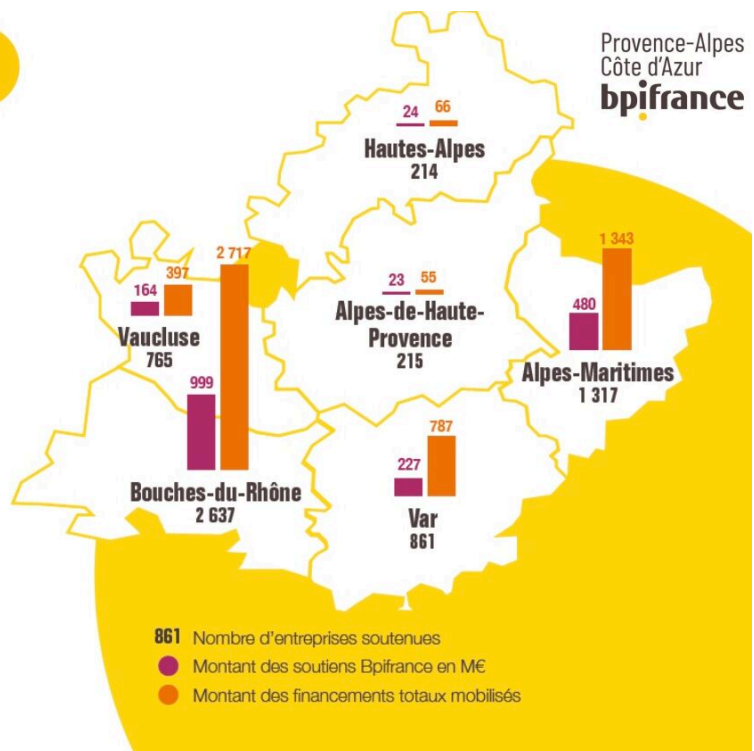 Provence-Alpes
Côte d'Azur
bpifrance
24 66
Hautes-Alpes
214
164 397
Vaucluse
765
23 55
Alpes-de-Haute-
Provence
215
480 1 343
Alpes-Maritimes
1 317
999 2 717
Bouches-du-Rhône
2 637
227 787
Var
861
861 Nombre d'entreprises soutenues
Montant des soutiens Bpifrance en M€
Montant des financements totaux mobilisés